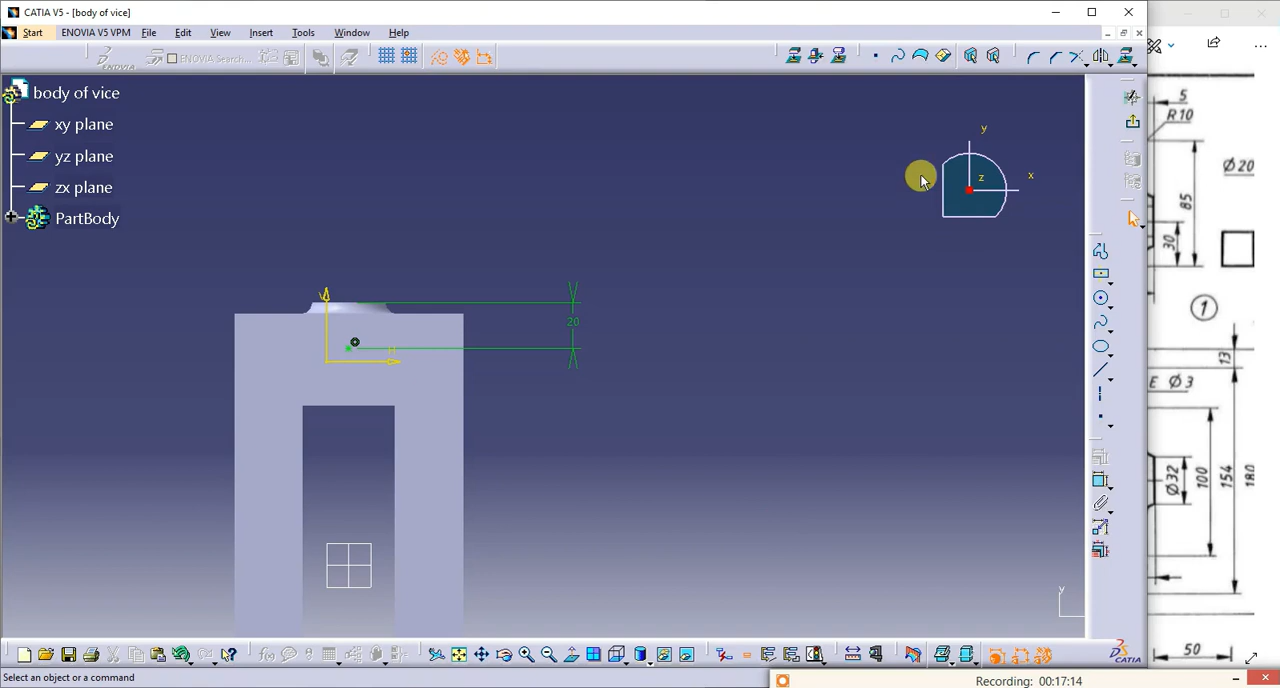 CATIA V5 - [body of vice]
Start ENOVIA V5 VPM File Edit View Insert Tools Window Help
ENOVIA Search...
body of vice
xy plane
yz plane
zx plane
PartBody
y
z
x
V
H
20
y
5
R10
Ø20
85
30
1
13
E Ø3
Ø32
100
154
180
50
f(x)
CATIA
Select an object or a command
Recording: 00:17:14